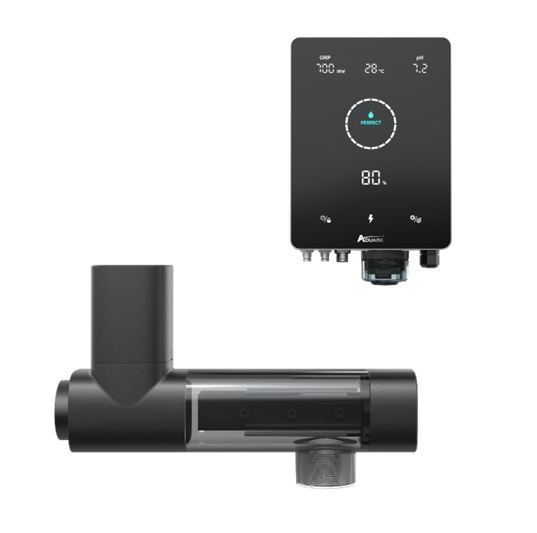 ORP
700 mv
28 °C
pH
7.2
PERFECT
80 %
AQUARK